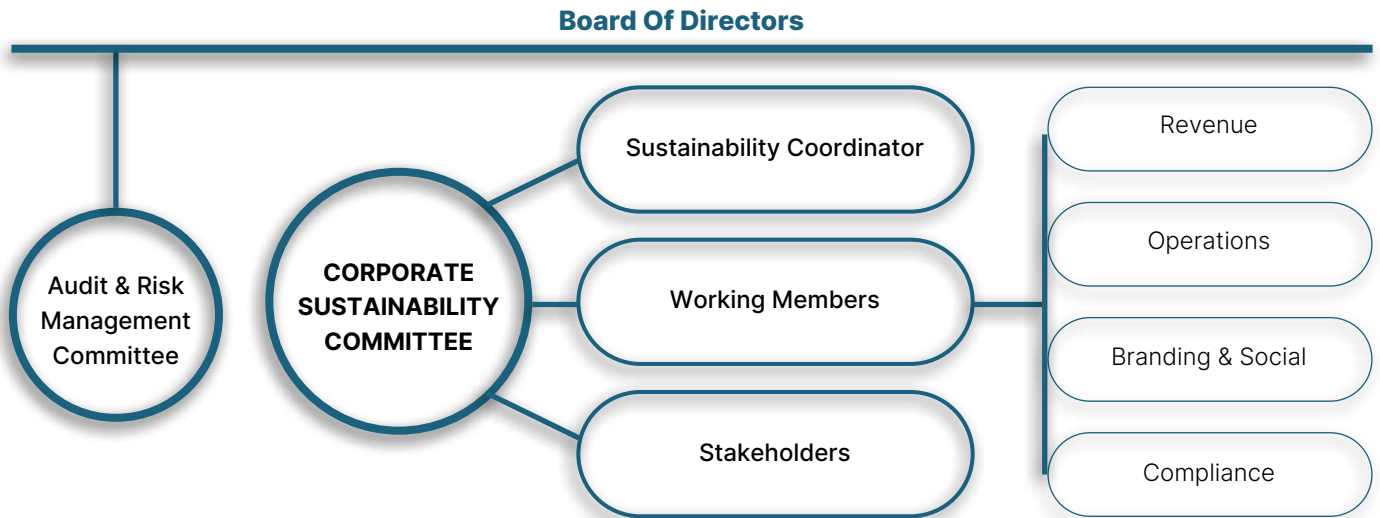 Board Of Directors
Audit & Risk
Management
Committee
CORPORATE
SUSTAINABILITY
COMMITTEE
Sustainability Coordinator
Working Members
Stakeholders
Revenue
Operations
Branding & Social
Compliance